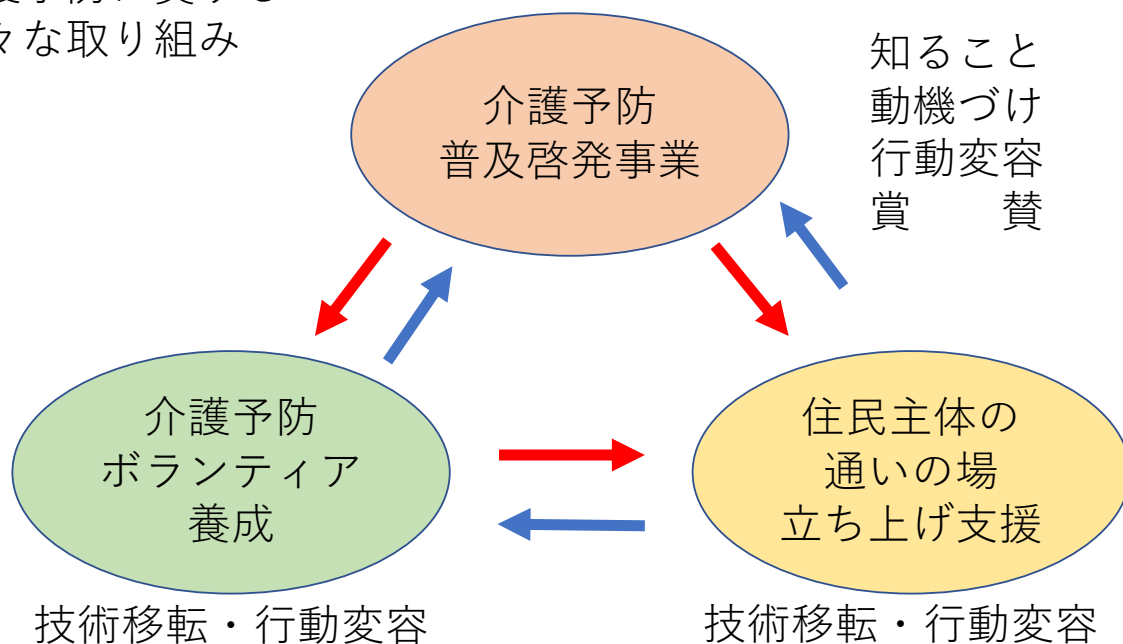 な取り組み
知ること
動機づけ
行動変容
賞　　賛
介護予防
普及啓発事業
介護予防
ボランティア
養成
住民主体の
通いの場
立ち上げ支援
技術移転・行動変容
技術移転・行動変容